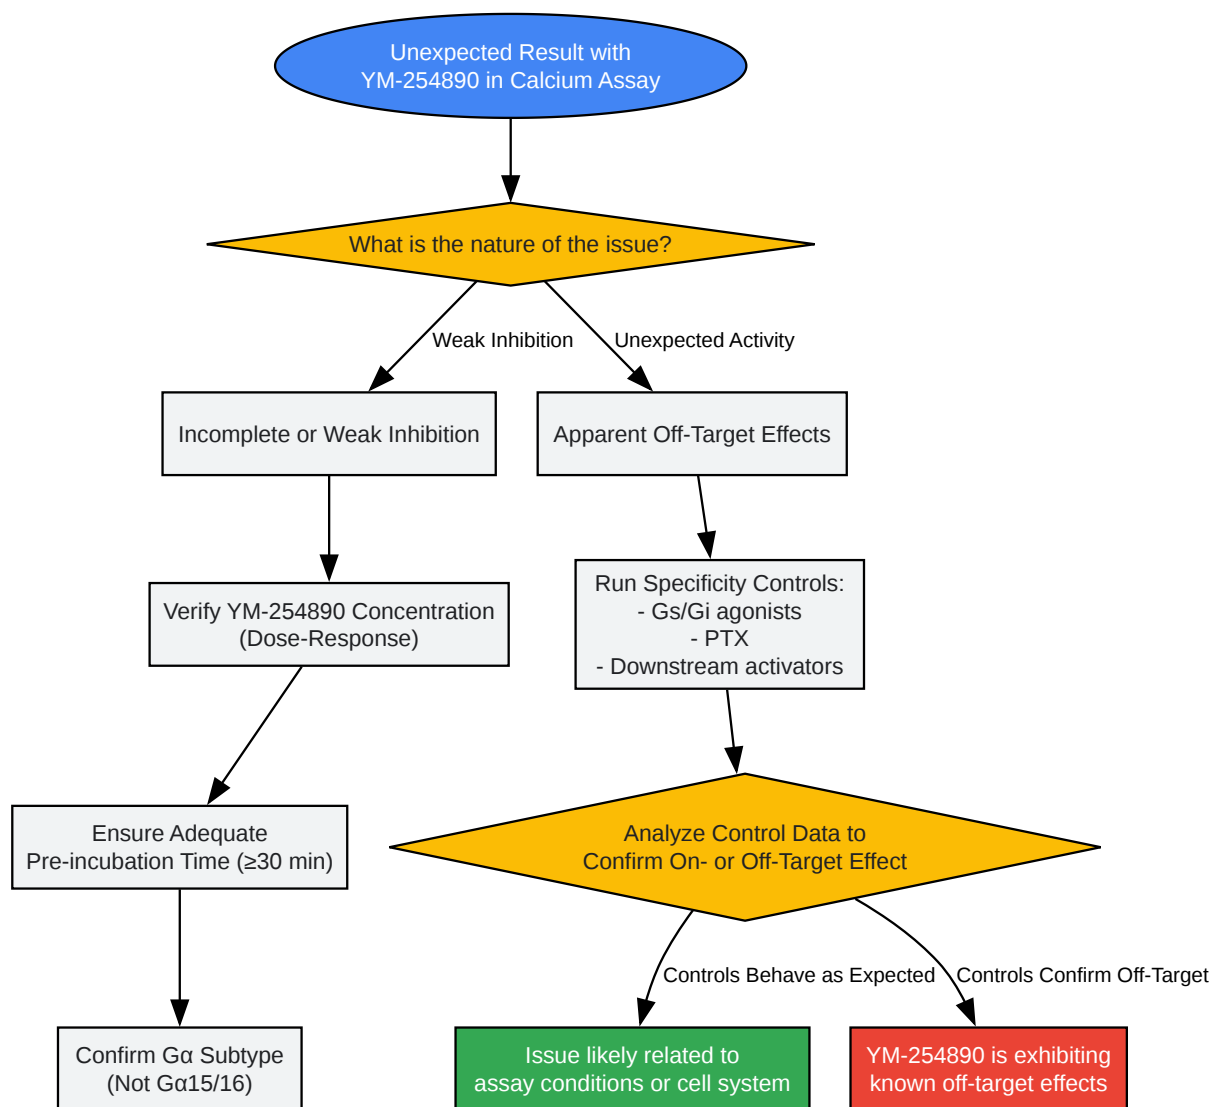 Unexpected Result with
YM-254890 in Calcium Assay
What is the nature of the issue?
Weak Inhibition
Unexpected Activity
Incomplete or Weak Inhibition
Apparent Off-Target Effects
Verify YM-254890 Concentration
(Dose-Response)
Run Specificity Controls:
- Gs/Gi agonists
- PTX
- Downstream activators
Ensure Adequate
Pre-incubation Time (≥30 min)
Analyze Control Data to
Confirm On- or Off-Target Effect
Controls Behave as Expected
Controls Confirm Off-Target
Confirm Gα Subtype
(Not Gα15/16)
Issue likely related to
assay conditions or cell system
YM-254890 is exhibiting
known off-target effects